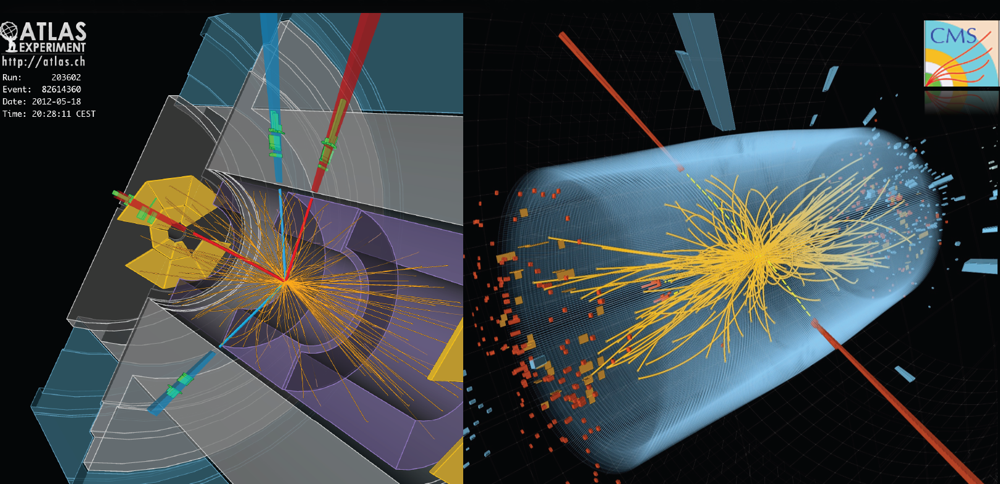 ATLAS
EXPERIMENT
http://atlas.ch
Run: 203602
Event: 82614360
Date: 2012-05-18
Time: 20:28:11 CEST
CMS